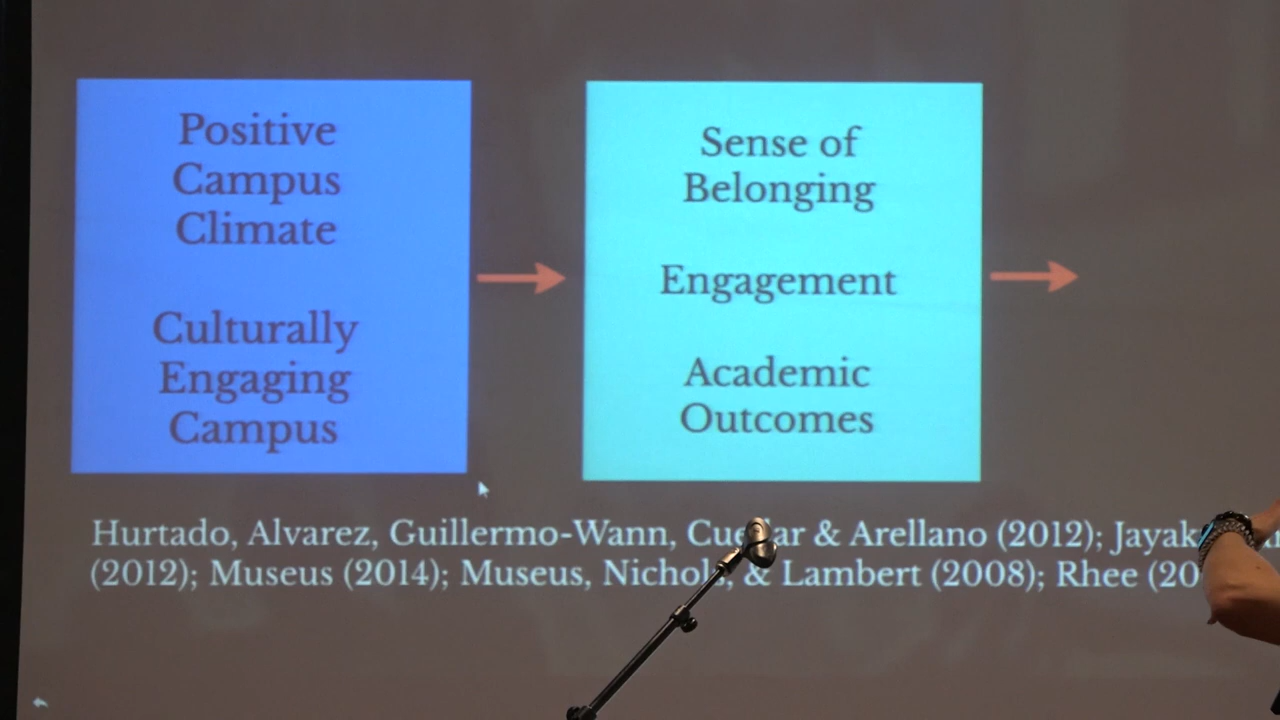 Positive
Campus
Climate
Culturally
Engaging
Campus
Sense of
Belonging
Engagement
Academic
Outcomes
Hurtado, Alvarez, Guillermo-Wann, & Arellano (2012);
(2012); Museus (2014); Museus, Nichols, & Lambert (2008); Rhee